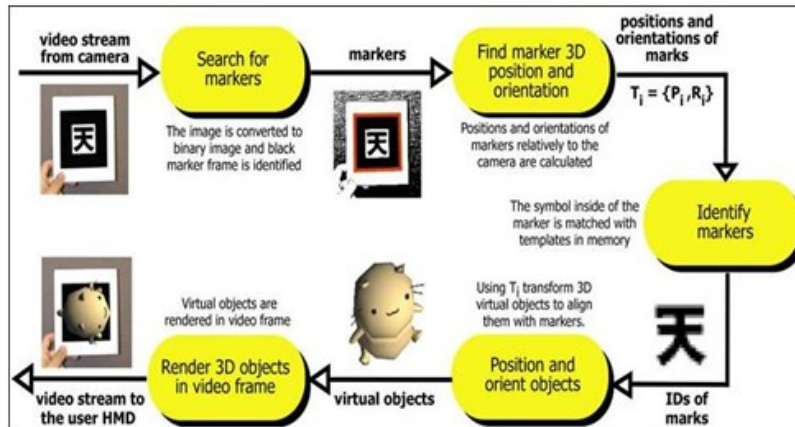 video stream
from camera
Search for
markers
markers
Find marker 3D
position and
orientation
positions and
orientations of
marks
T i = {P i ,R i }
天
The image is converted to
binary image and black
marker frame is identified
天
Positions and orientations of
markers relatively to the
camera are calculated
The symbol inside of the
marker is matched with
templates in memory
Identify
markers
Virtual objects are
rendered in video frame
Using T i transform 3D
virtual objects to align
them with markers.
天
Render 3D objects
in video frame
Position and
orient objects
video stream to
the user HMD
virtual objects
IDs of
marks